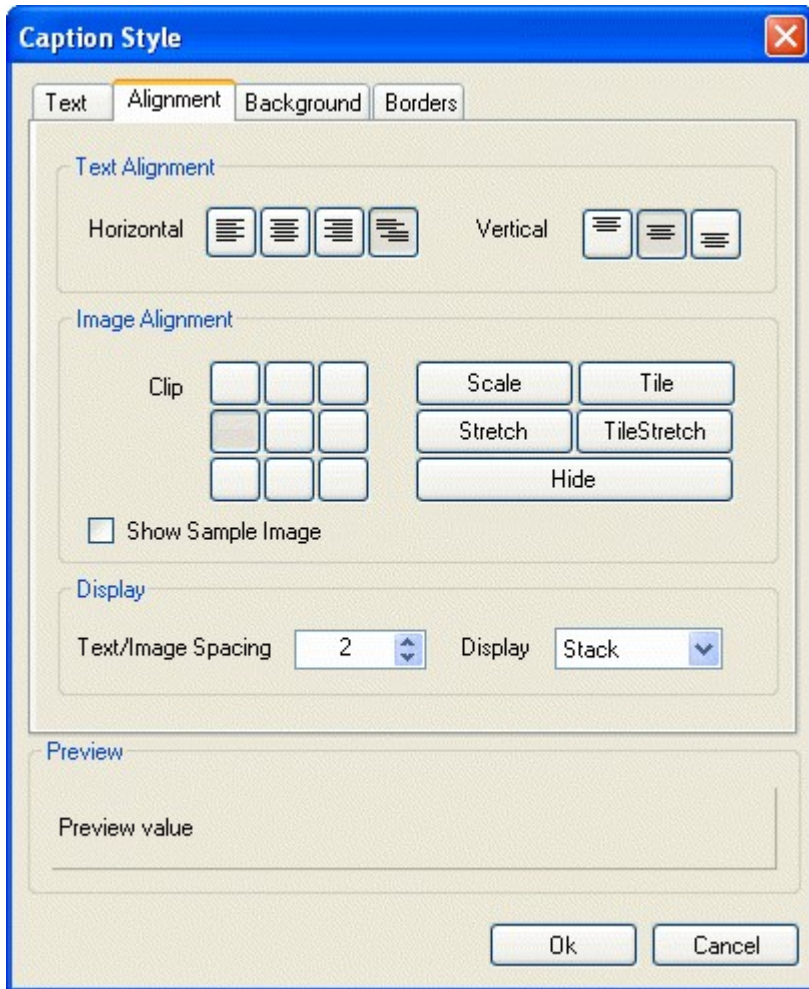 Caption Style
Text Alignment Background Borders
Text Alignment
Horizontal Vertical
Image Alignment
Clip Scale Tile
Stretch TileStretch
Hide
Show Sample Image
Display
Text/Image Spacing 2 Display Stack
Preview
Preview value
Ok Cancel